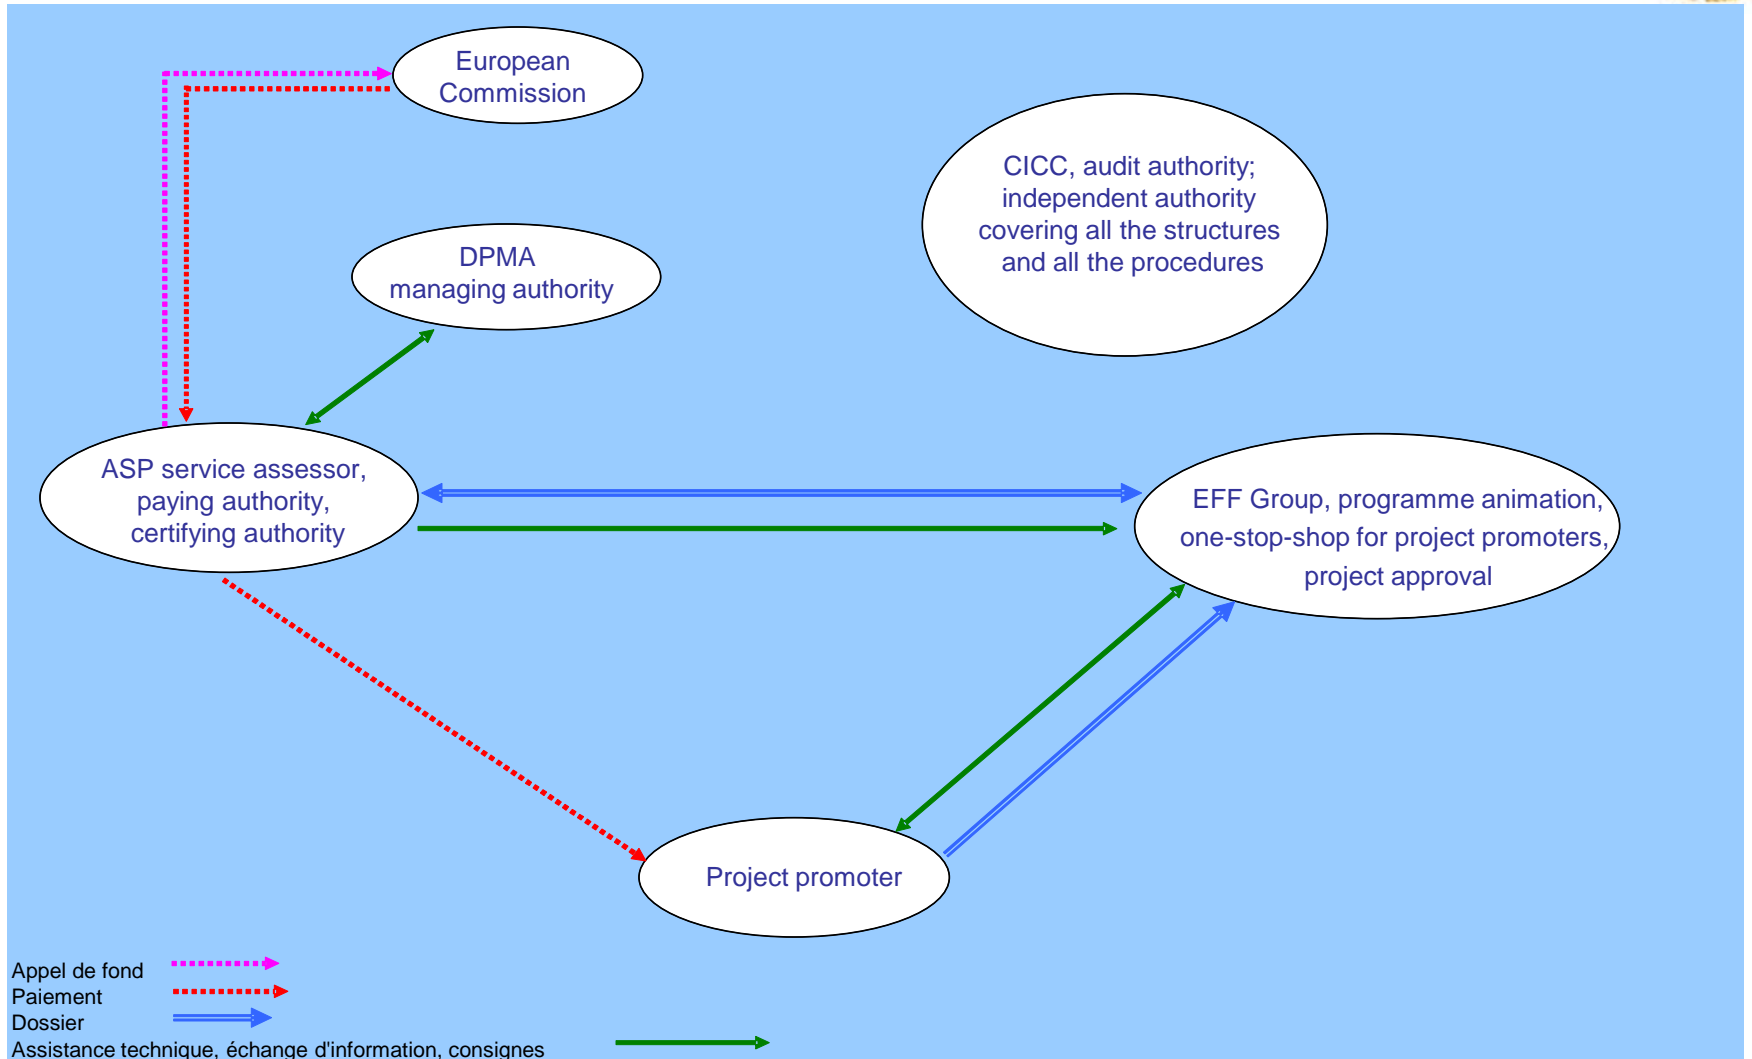 European
Commission
CICC, audit authority;
independent authority
covering all the structures
and all the procedures
DPMA
managing authority
ASP service assessor,
paying authority,
certifying authority
EFF Group, programme animation,
one-stop-shop for project promoters,
project approval
Project promoter
Appel de fond
Paiement
Dossier
Assistance technique, échange d'information, consignes